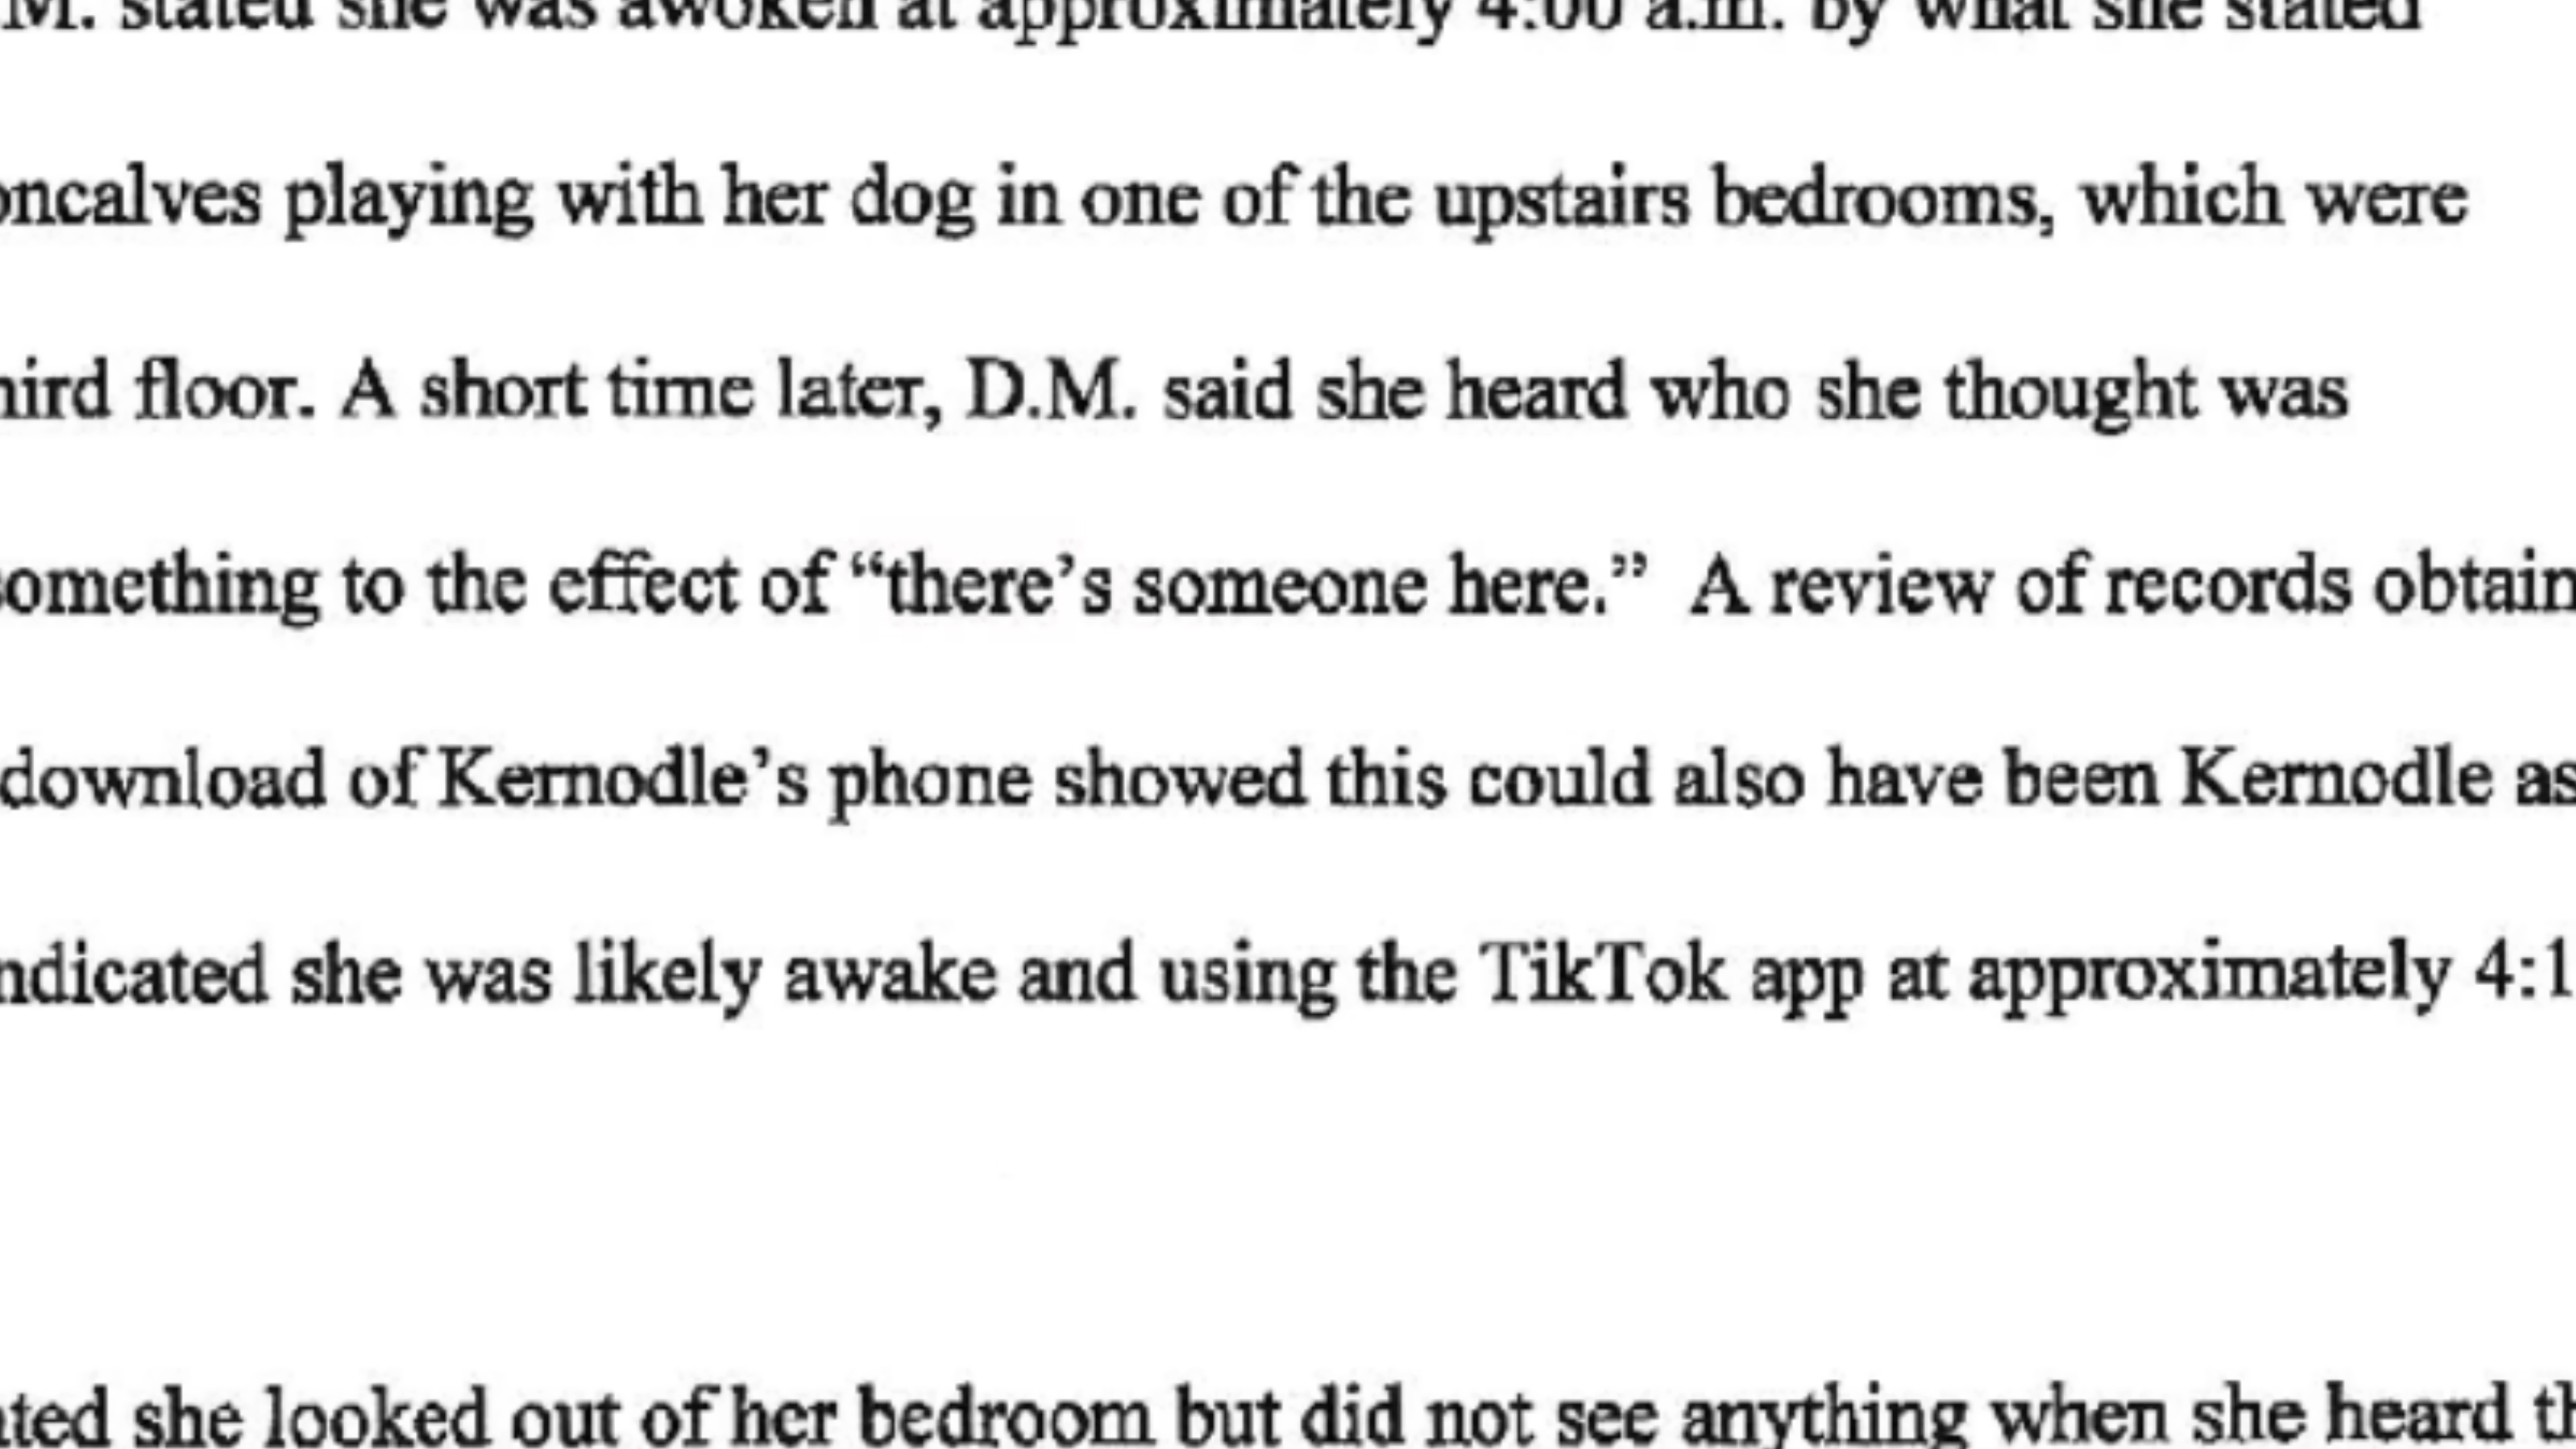 M. stated she was awoken at approximately 4:00 a.m. by what she stated
oncalves playing with her dog in one of the upstairs bedrooms, which were
hird floor. A short time later, D.M. said she heard who she thought was
something to the effect of “there’s someone here.” A review of records obtain
download of Kernodle’s phone showed this could also have been Kernodle as
ndicated she was likely awake and using the TikTok app at approximately 4:1
ated she looked out of her bedroom but did not see anything when she heard th